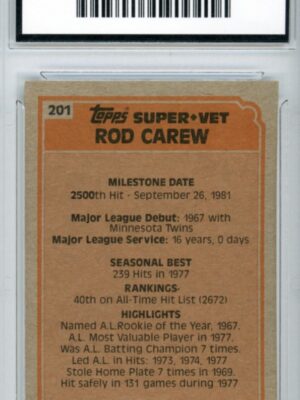 201
Topps SUPER•VET
ROD CAREW
MILESTONE DATE
2500th Hit - September 26, 1981
Major League Debut: 1967 with
Minnesota Twins
Major League Service: 16 years, 0 days
SEASONAL BEST
239 Hits in 1977
RANKINGS-
40th on All-Time Hit List (2672)
HIGHLIGHTS
Named A.L.Rookie of the Year, 1967.
A.L. Most Valuable Player in 1977.
Was A.L. Batting Champion 7 times.
Led A.L. in Hits: 1973, 1974, 1977
Stole Home Plate 7 times in 1969.
Hit safely in 131 games during 1977